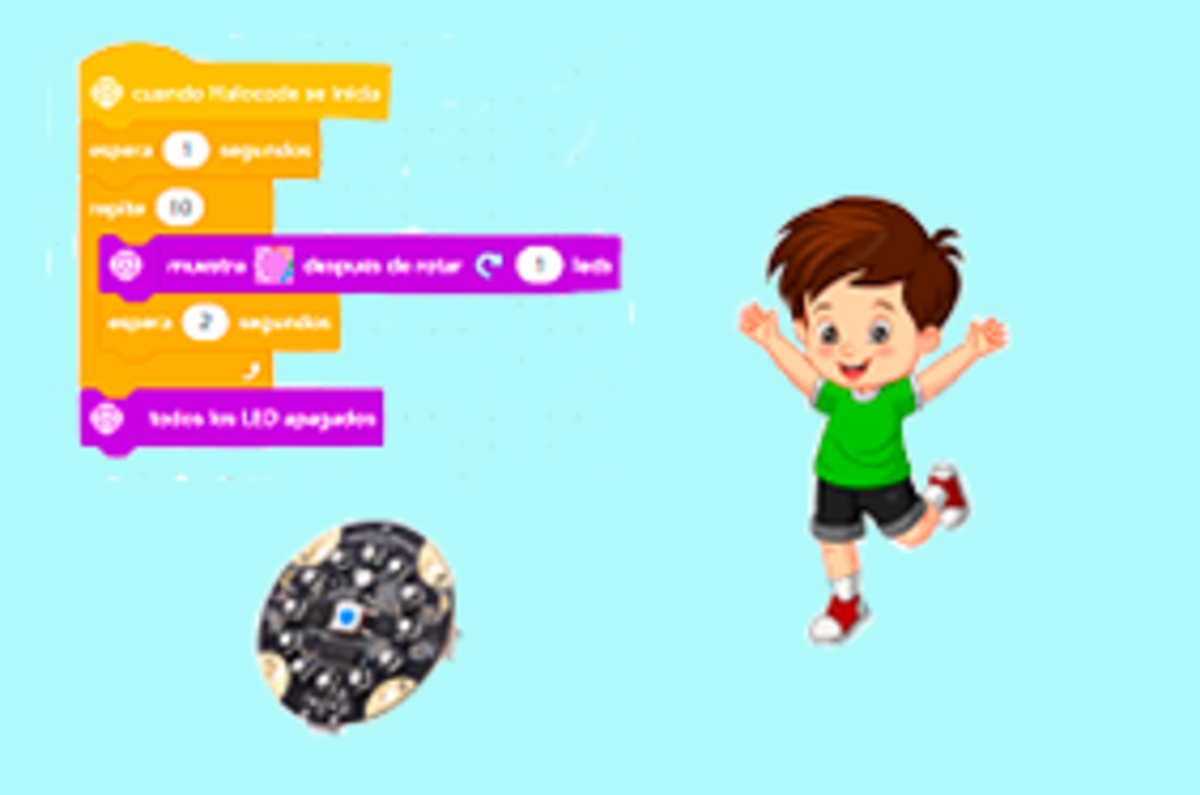 cuando Halocode se inicia
espera 1 segundos
repite 10
muestra después de rotar 1 leds
espera 2 segundos
todos los LED apagados